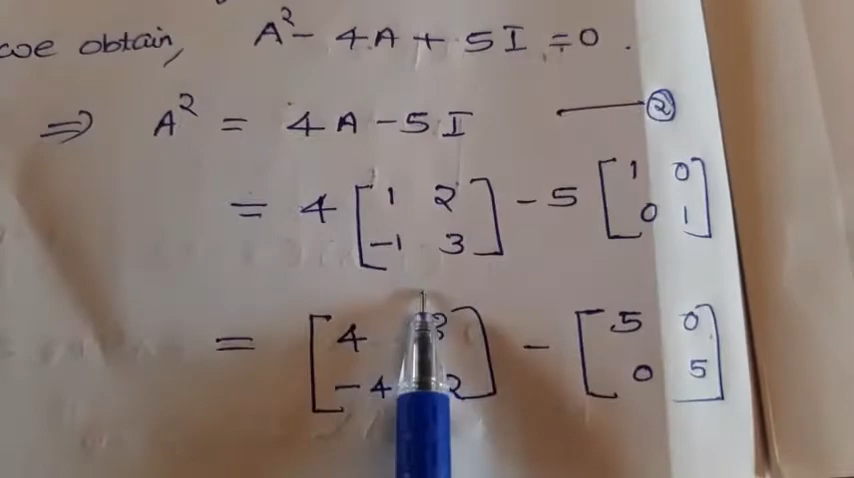 we obtain, A² - 4A + 5I = 0 .
⇒ A² = 4A - 5I ——— ②
= 4 [ 1 2 ; -1 3 ] - 5 [ 1 0 ; 0 1 ]
= [ 4 ; -4 ] - [ 5 0 ; 0 5 ]